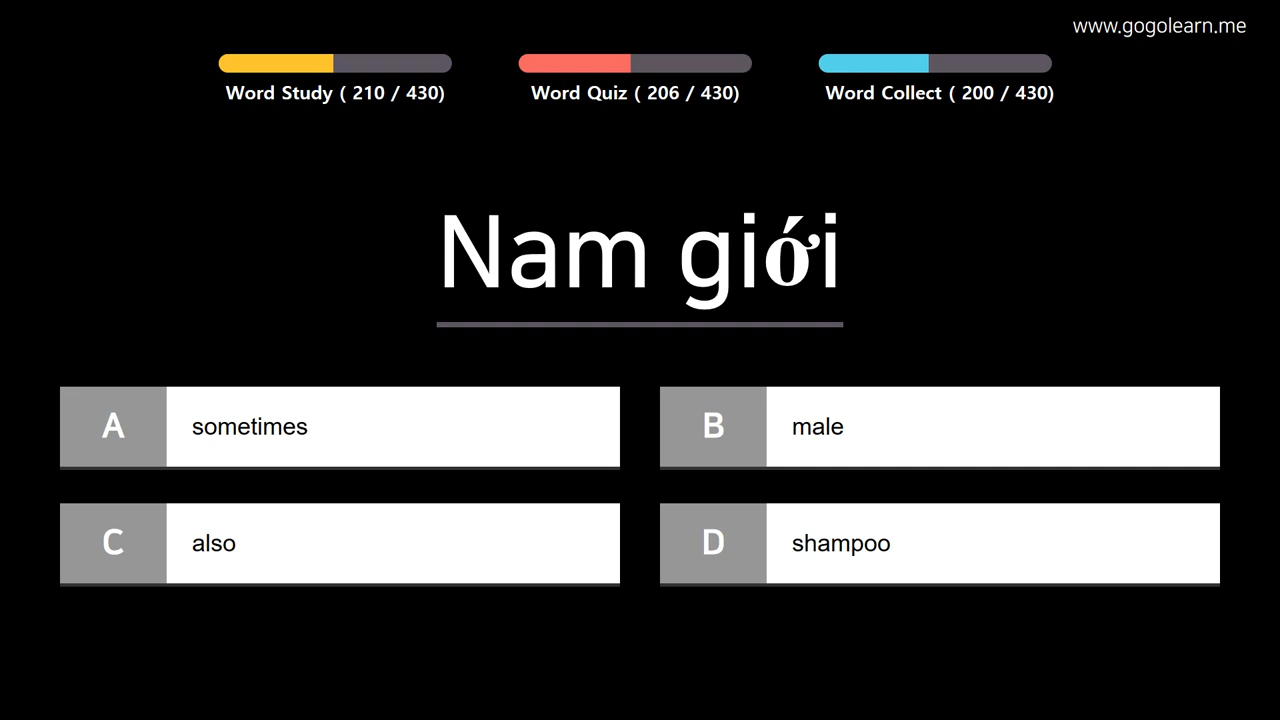 www.gogolearn.me
Word Study ( 210 / 430)
Word Quiz ( 206 / 430)
Word Collect ( 200 / 430)
Nam giới
A sometimes
B male
C also
D shampoo